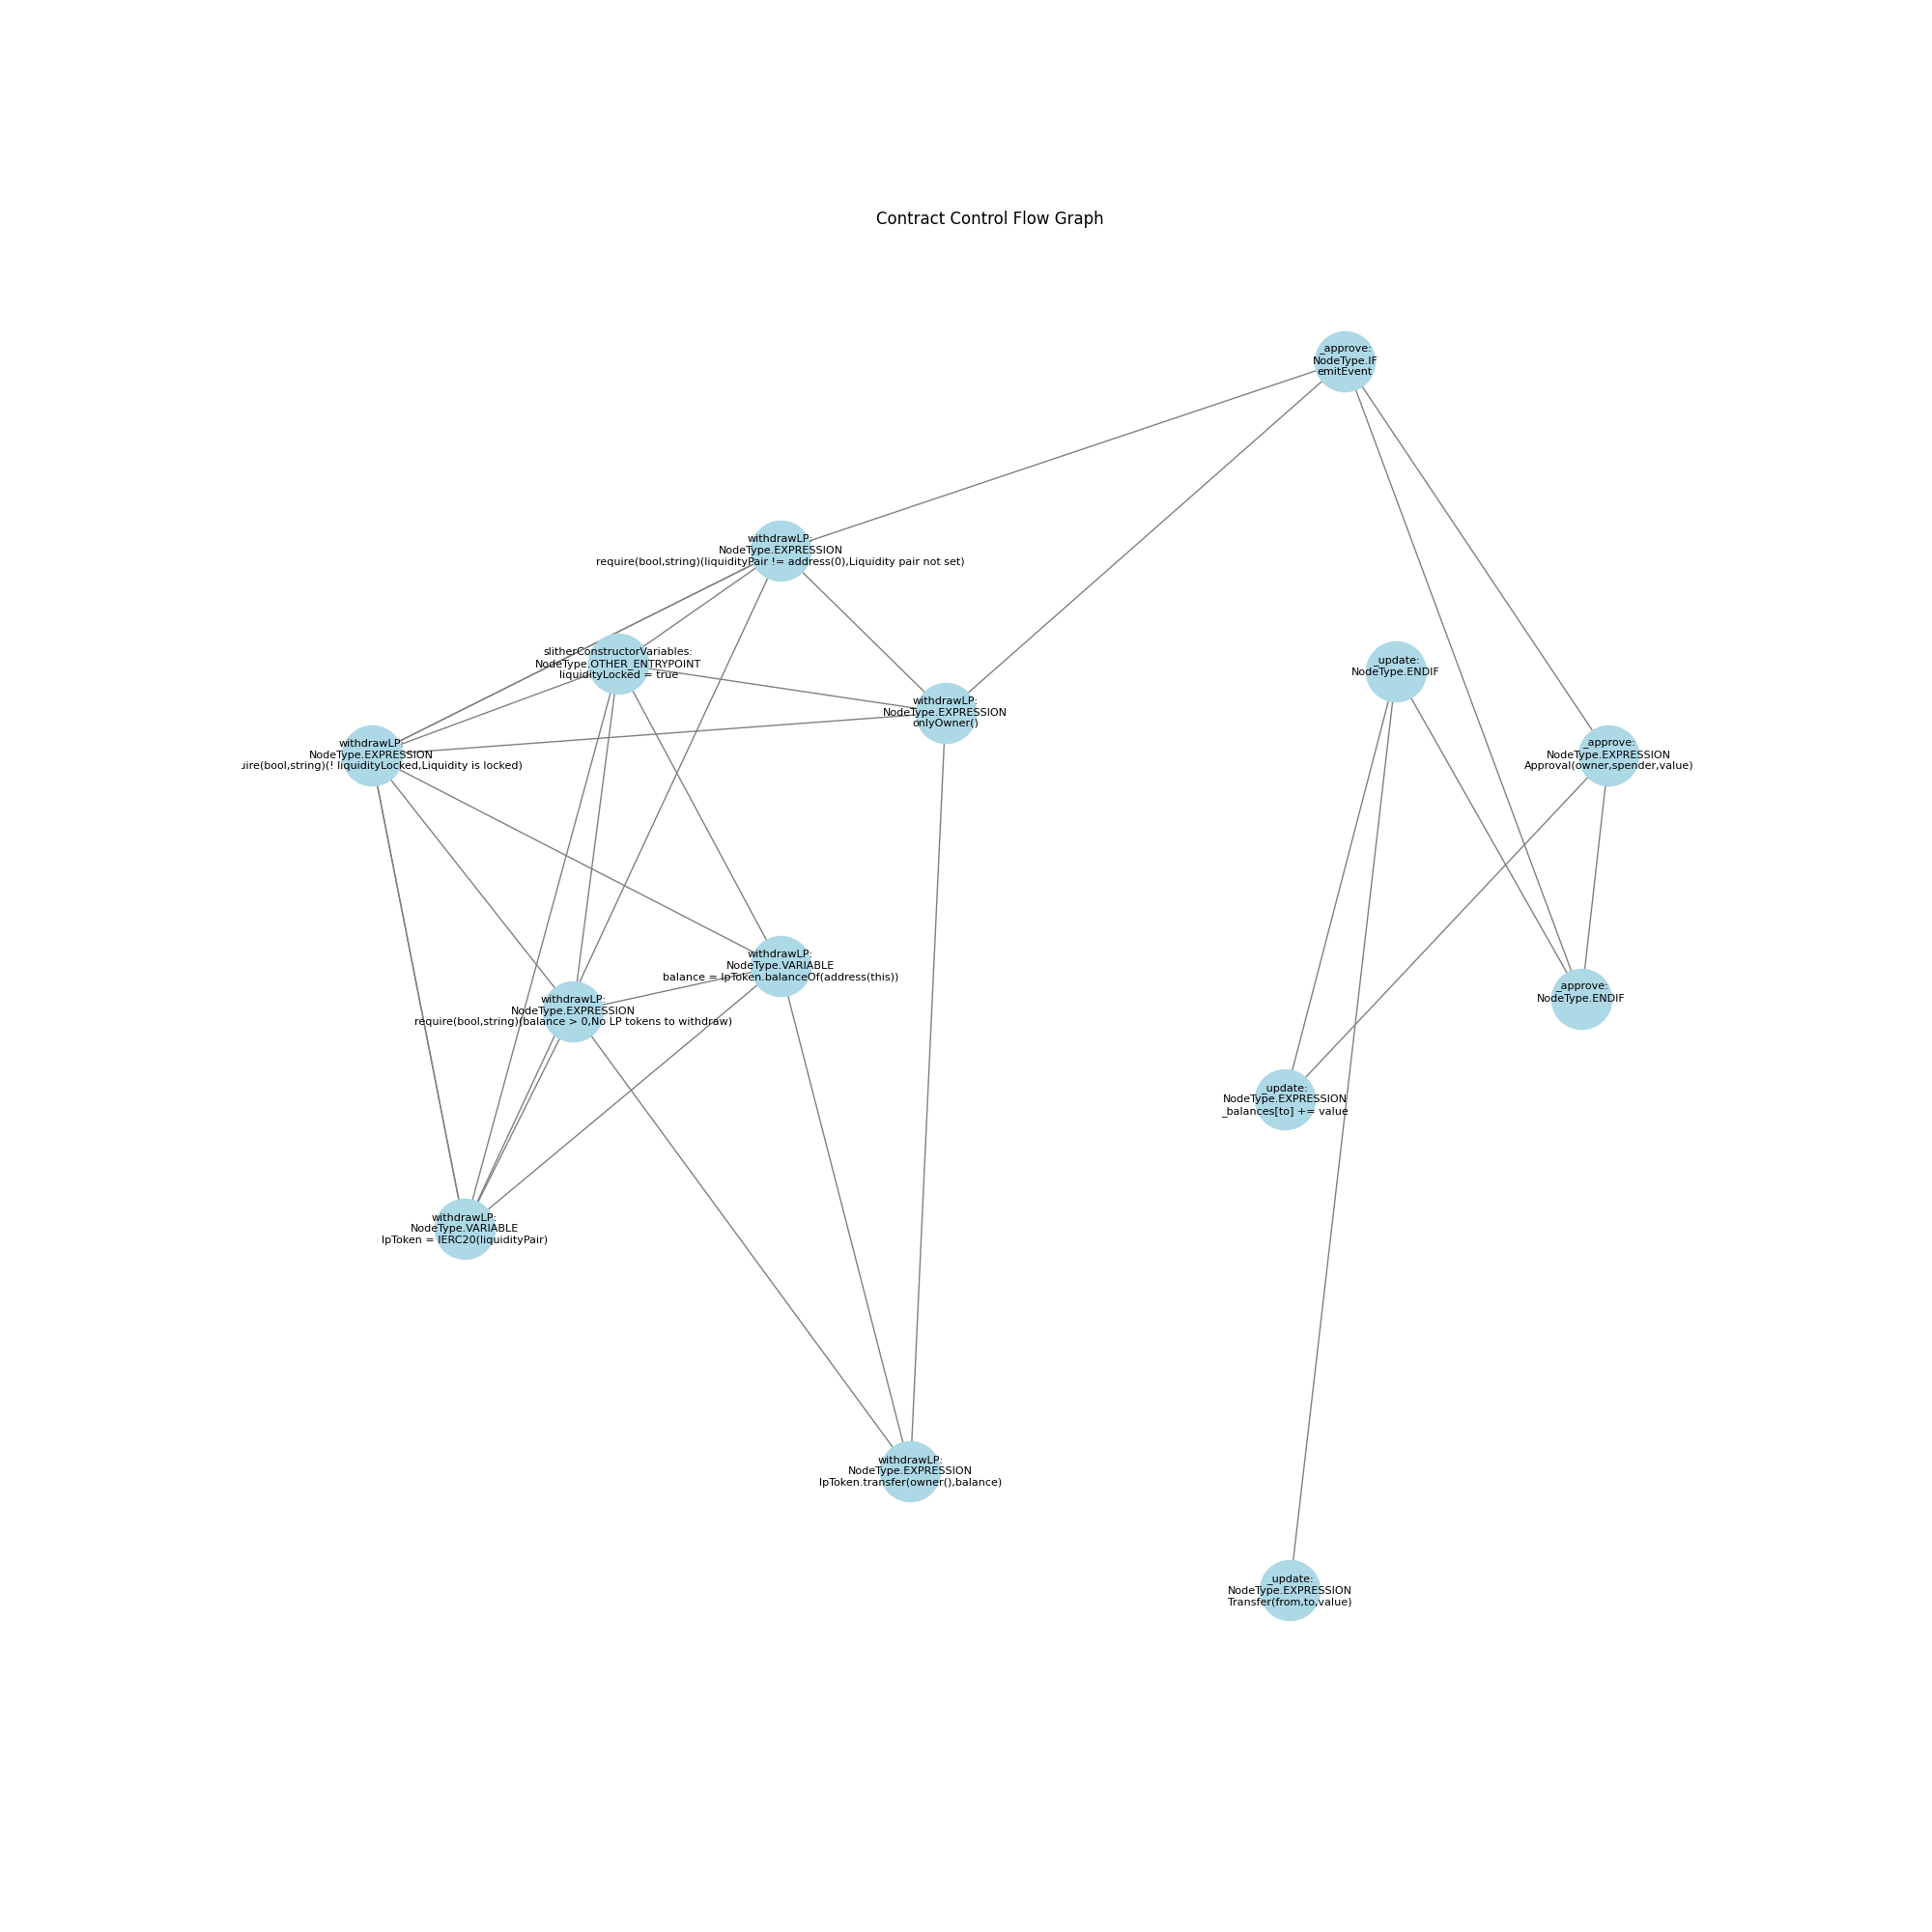 Contract Control Flow Graph
_approve:
NodeType.IF
emitEvent
withdrawLP:
NodeType.EXPRESSION
require(bool,string)(liquidityPair != address(0),Liquidity pair not set)
slitherConstructorVariables:
NodeType.OTHER_ENTRYPOINT
liquidityLocked = true
_update:
NodeType.ENDIF
withdrawLP:
NodeType.EXPRESSION
onlyOwner()
withdrawLP:
NodeType.EXPRESSION
uire(bool,string)(! liquidityLocked,Liquidity is locked)
_approve:
NodeType.EXPRESSION
Approval(owner,spender,value)
withdrawLP:
NodeType.VARIABLE
balance = lpToken.balanceOf(address(this))
withdrawLP:
NodeType.EXPRESSION
require(bool,string)(balance > 0,No LP tokens to withdraw)
_approve:
NodeType.ENDIF
_update:
NodeType.EXPRESSION
_balances[to] += value
withdrawLP:
NodeType.VARIABLE
lpToken = IERC20(liquidityPair)
withdrawLP:
NodeType.EXPRESSION
lpToken.transfer(owner(),balance)
_update:
NodeType.EXPRESSION
Transfer(from,to,value)